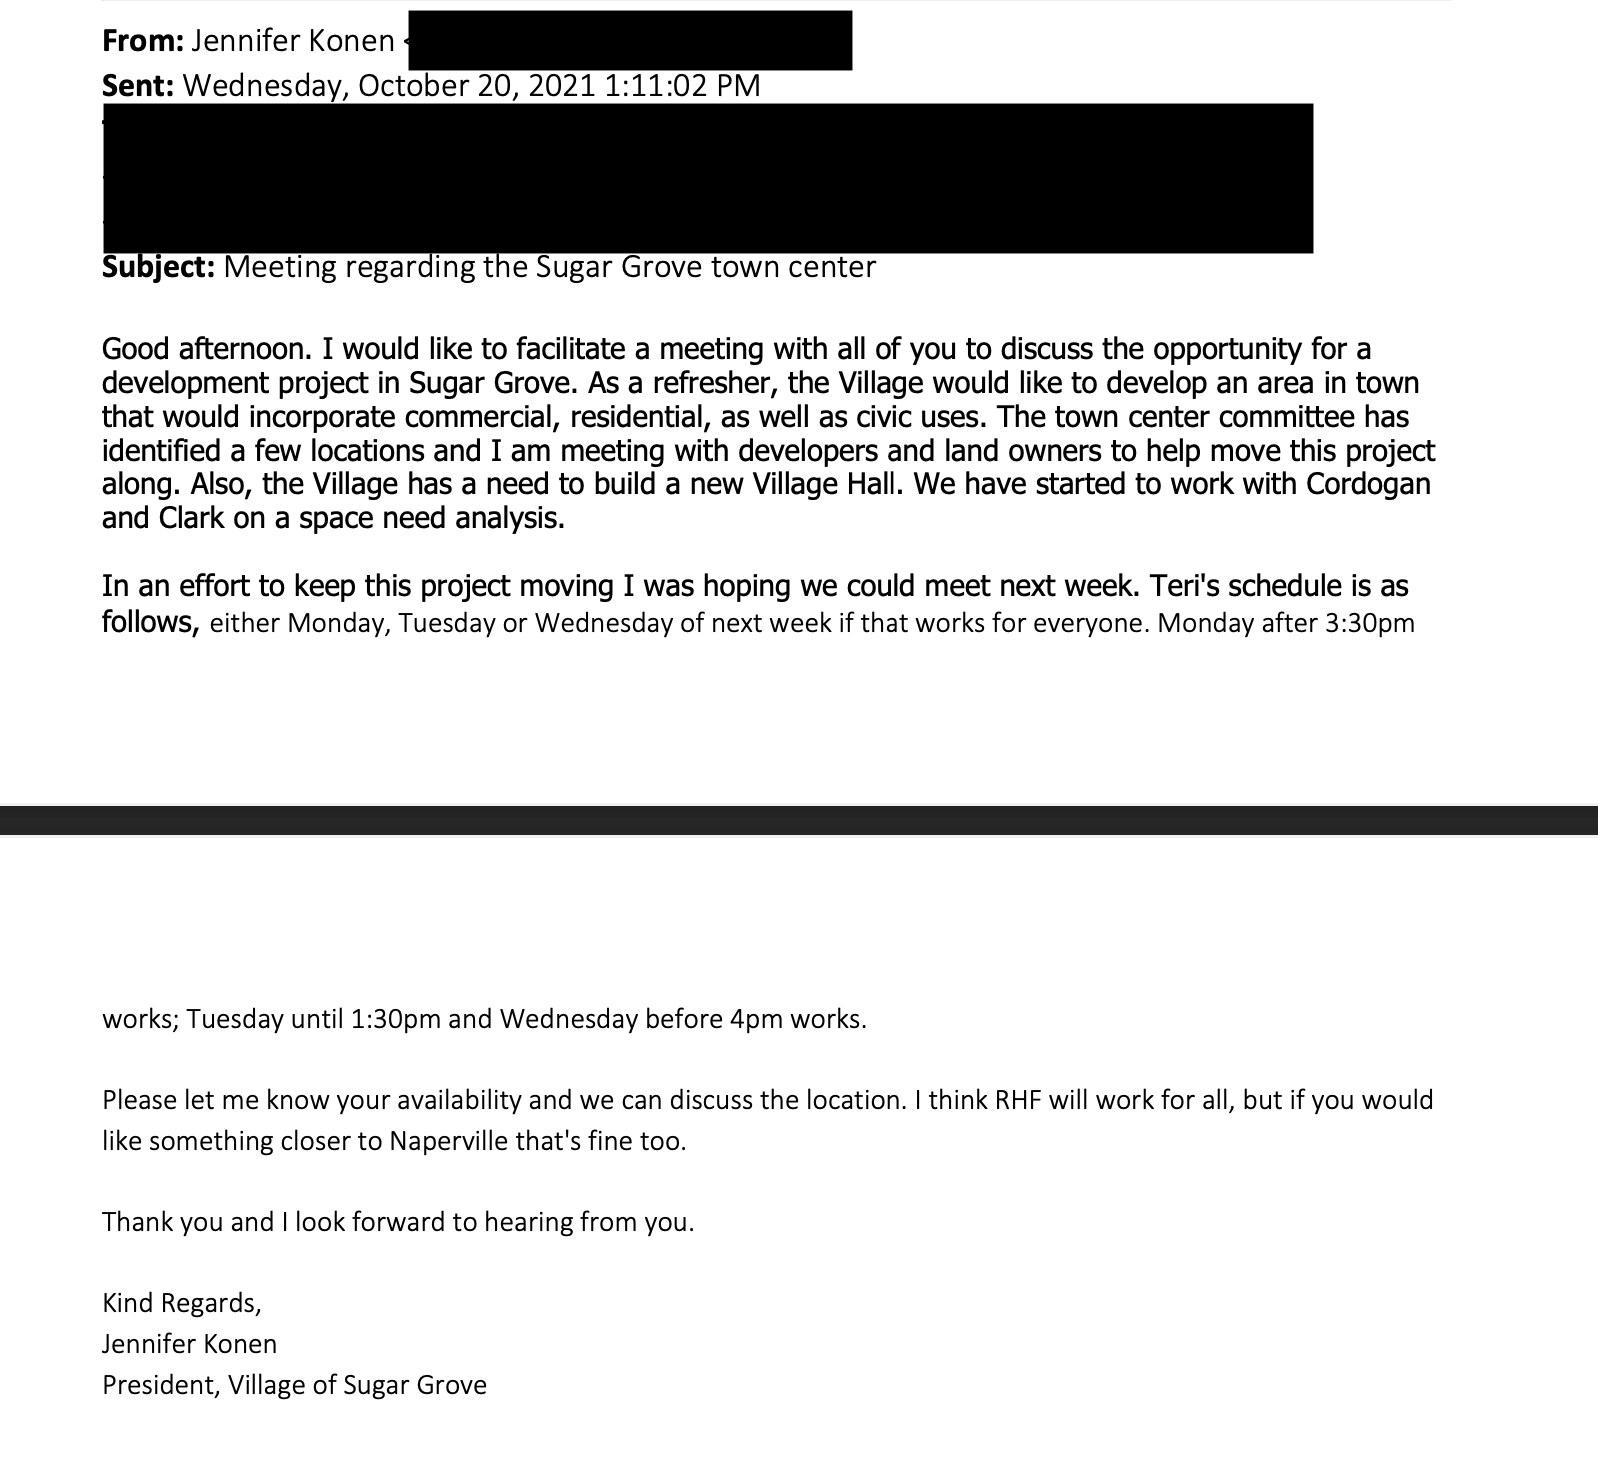 From: Jennifer Konen <
Sent: Wednesday, October 20, 2021 1:11:02 PM
Subject: Meeting regarding the Sugar Grove town center
Good afternoon. I would like to facilitate a meeting with all of you to discuss the opportunity for a
development project in Sugar Grove. As a refresher, the Village would like to develop an area in town
that would incorporate commercial, residential, as well as civic uses. The town center committee has
identified a few locations and I am meeting with developers and land owners to help move this project
along. Also, the Village has a need to build a new Village Hall. We have started to work with Cordogan
and Clark on a space need analysis.
In an effort to keep this project moving I was hoping we could meet next week. Teri's schedule is as
follows, either Monday, Tuesday or Wednesday of next week if that works for everyone. Monday after 3:30pm
works; Tuesday until 1:30pm and Wednesday before 4pm works.
Please let me know your availability and we can discuss the location. I think RHF will work for all, but if you would
like something closer to Naperville that's fine too.
Thank you and I look forward to hearing from you.
Kind Regards,
Jennifer Konen
President, Village of Sugar Grove